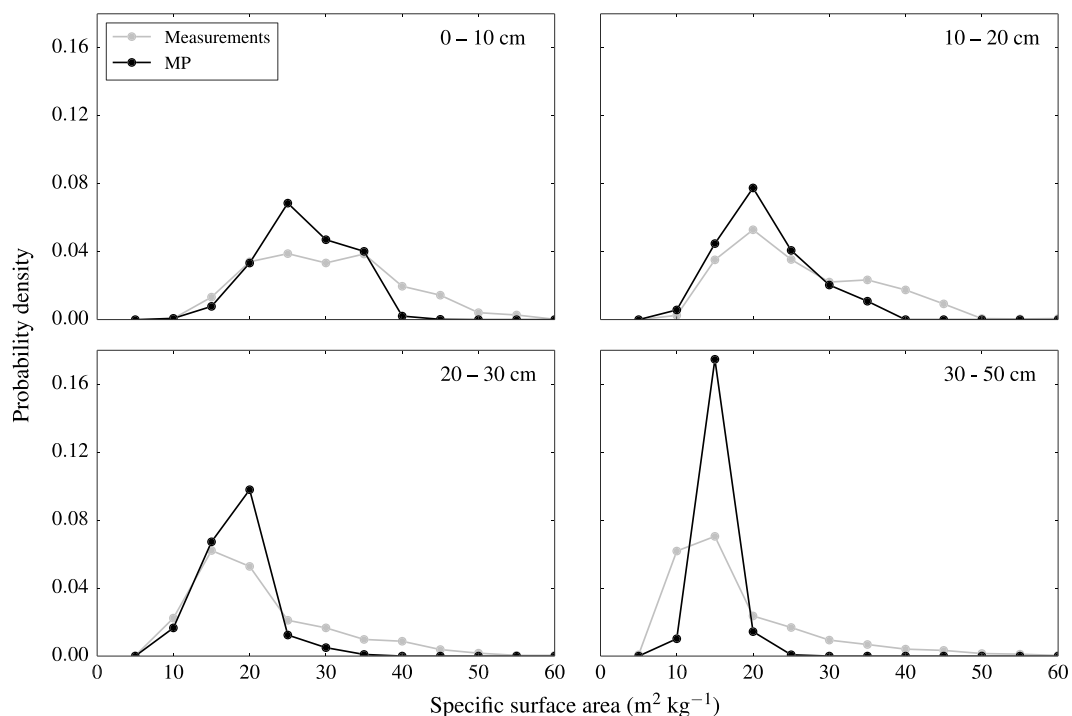 Measurements
MP
0 – 10 cm
10 – 20 cm
0.16
0.12
0.08
0.04
0.00
20 – 30 cm
30 - 50 cm
0.16
0.12
0.08
0.04
0.00
0 10 20 30 40 50 60
0 10 20 30 40 50 60
Probability density
Specific surface area (m² kg⁻¹)